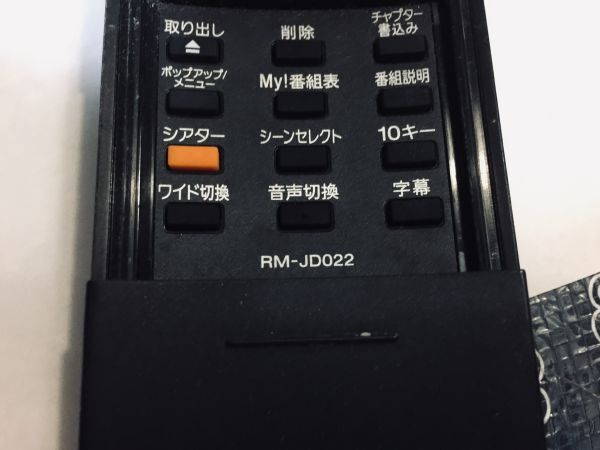 取り出し 削除 チャプター
書込み
ポップアップ/
メニュー My!番組表 番組説明
シアター シーンセレクト 10キー
ワイド切換 音声切換 字幕
RM-JD022